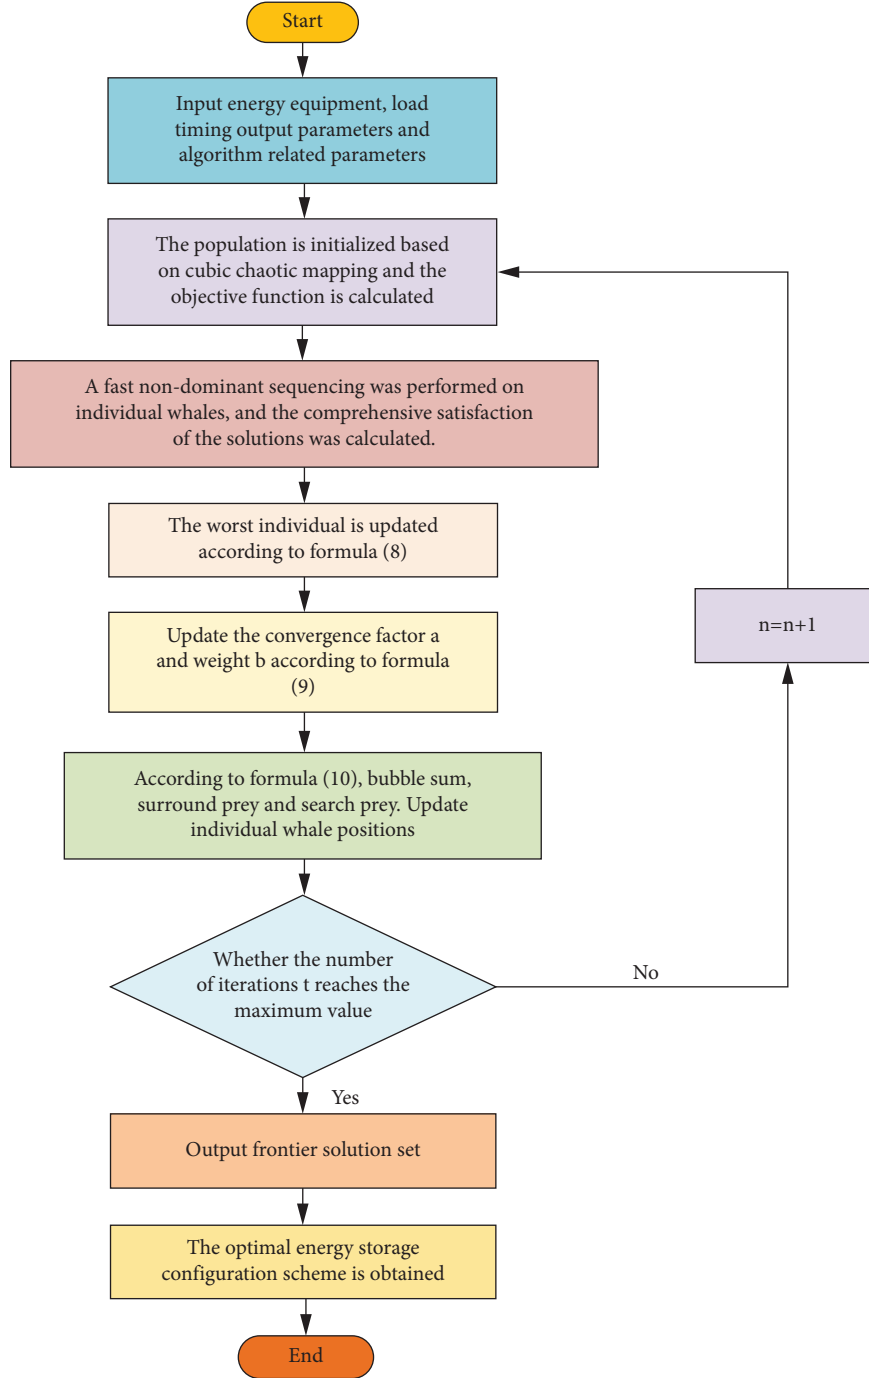 Start
Input energy equipment, load
timing output parameters and
algorithm related parameters
The population is initialized based
on cubic chaotic mapping and the
objective function is calculated
A fast non-dominant sequencing was performed on
individual whales, and the comprehensive satisfaction
of the solutions was calculated.
The worst individual is updated
according to formula (8)
Update the convergence factor a
and weight b according to formula
(9)
n=n+1
According to formula (10), bubble sum,
surround prey and search prey. Update
individual whale positions
Whether the number
of iterations t reaches the
maximum value
No
Yes
Output frontier solution set
The optimal energy storage
configuration scheme is obtained
End